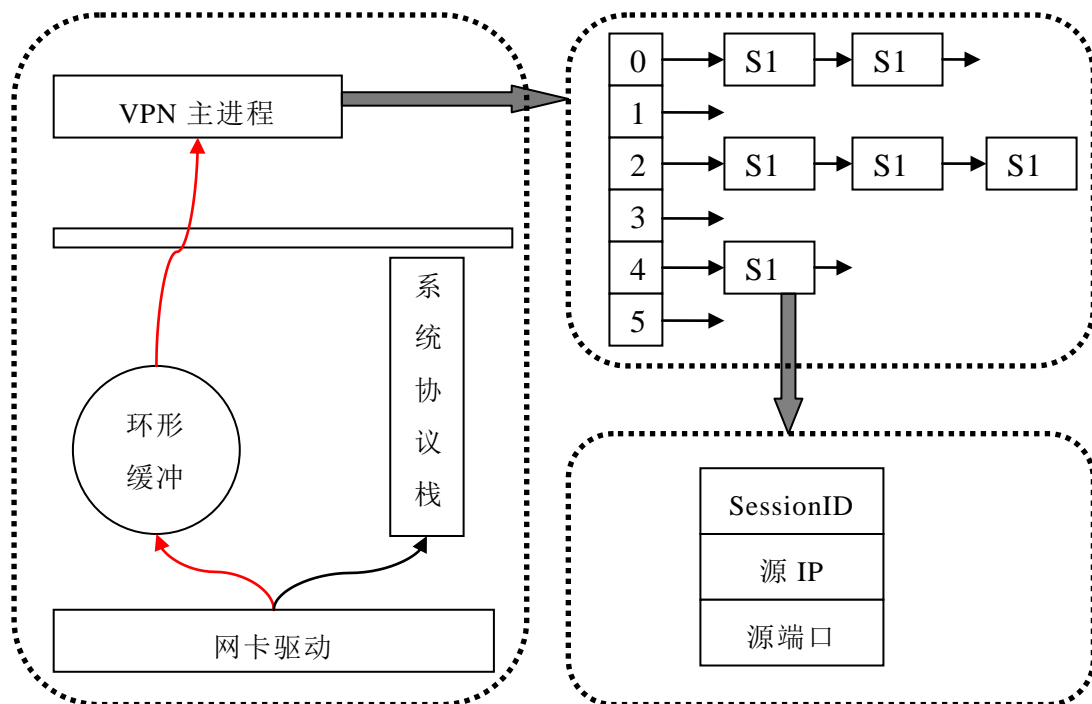 VPN 主进程
系
统
协
议
栈
环形
缓冲
网卡驱动
0 S1 S1
1
2 S1 S1 S1
3
4 S1
5
SessionID
源 IP
源端口